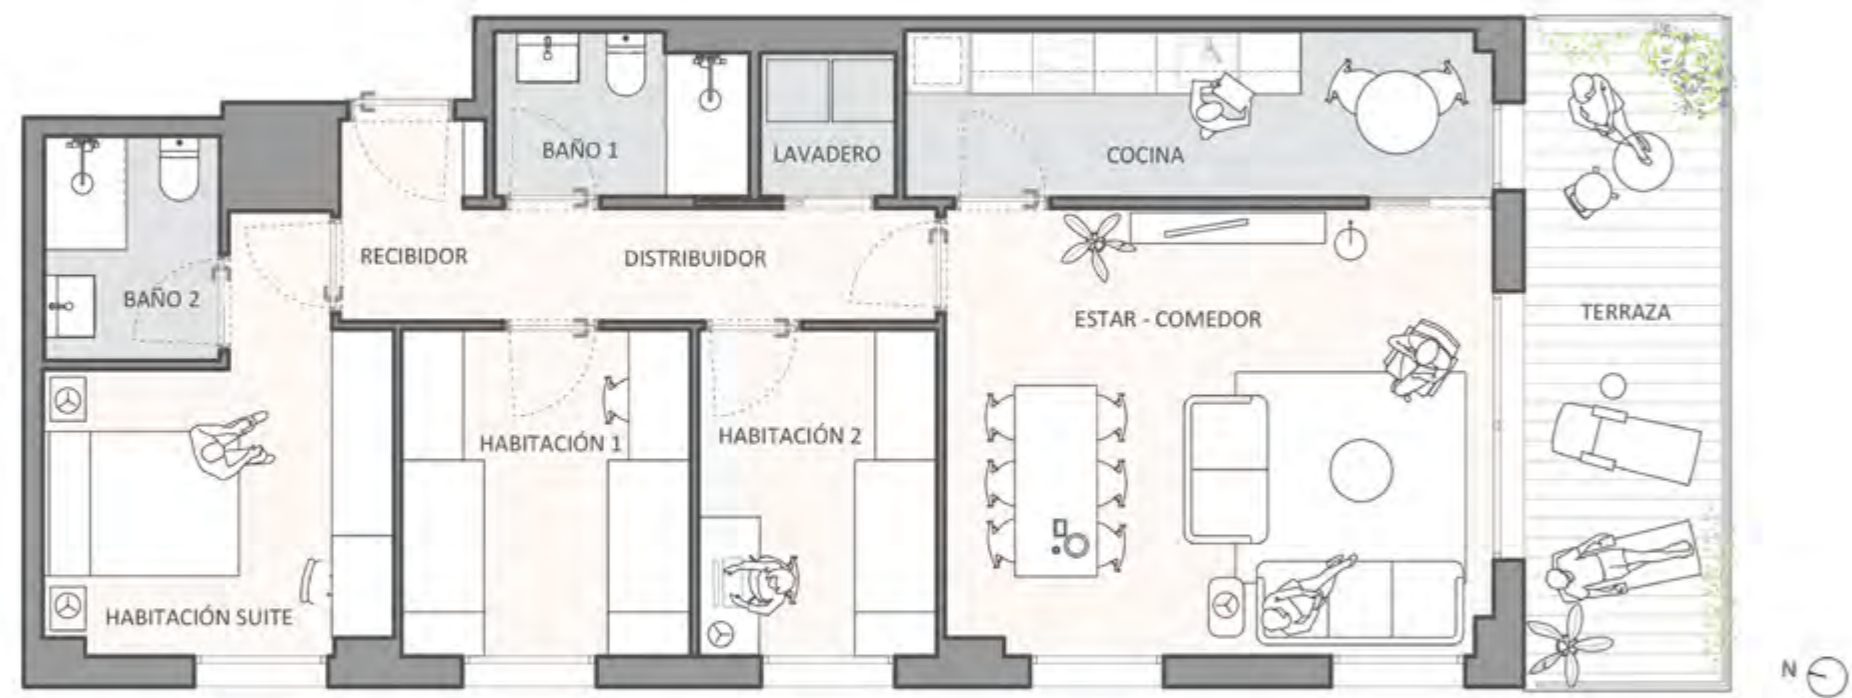 BAÑO 1
LAVADERO
COCINA
RECIBIDOR
DISTRIBUIDOR
BAÑO 2
ESTAR - COMEDOR
TERRAZA
HABITACIÓN 1
HABITACIÓN 2
HABITACIÓN SUITE
N